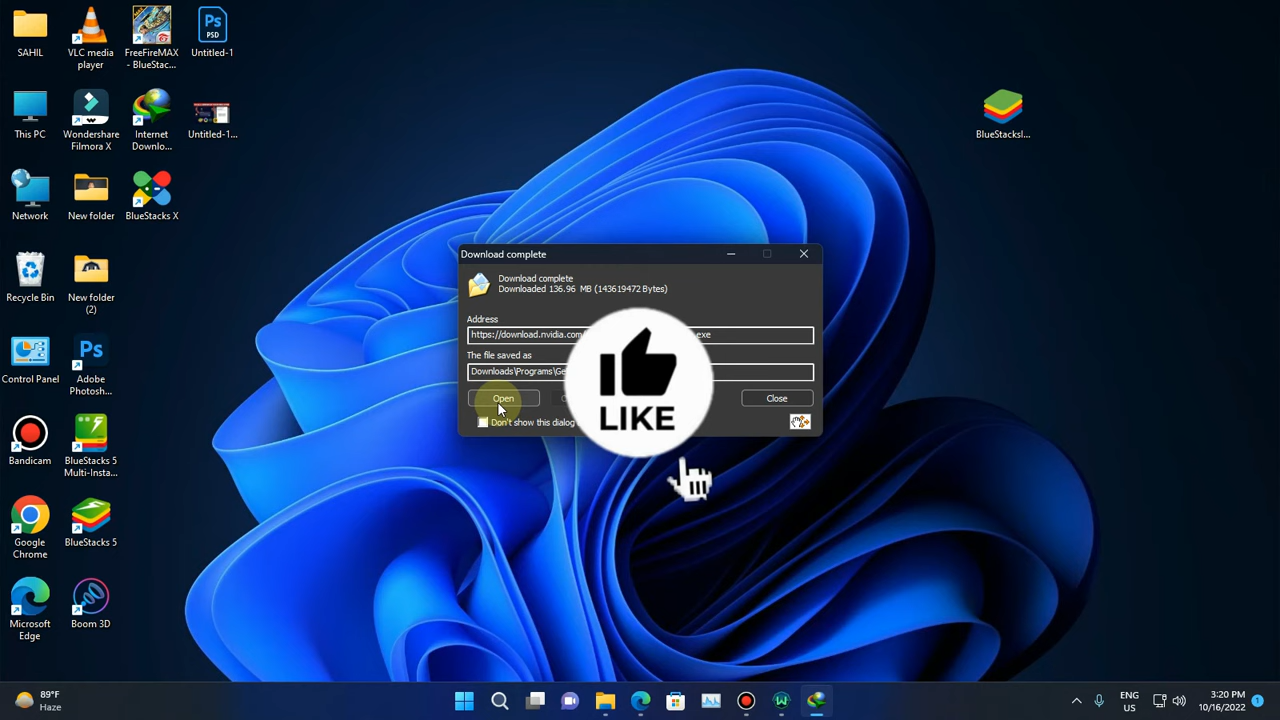 SAHIL
VLC media
player
FreeFireMAX
- BlueStac...
Ps
PSD
Untitled-1
This PC
Wondershare
Filmora X
Internet
Downlo...
Untitled-1...
BlueStacksI...
Network
New folder
BlueStacks X
Recycle Bin
New folder
(2)
Control Panel
Ps
Adobe
Photosh...
Bandicam
BlueStacks 5
Multi-Insta...
Google
Chrome
BlueStacks 5
Microsoft
Edge
Boom 3D
Download complete
Download complete
Downloaded 136.96 MB (143619472 Bytes)
Address
https://download.nvidia.com/ exe
The file saved as
Downloads\Programs\Ge
Open
Close
Don't show this dialog
LIKE
89°F
Haze
ENG
US
3:20 PM
10/16/2022
1